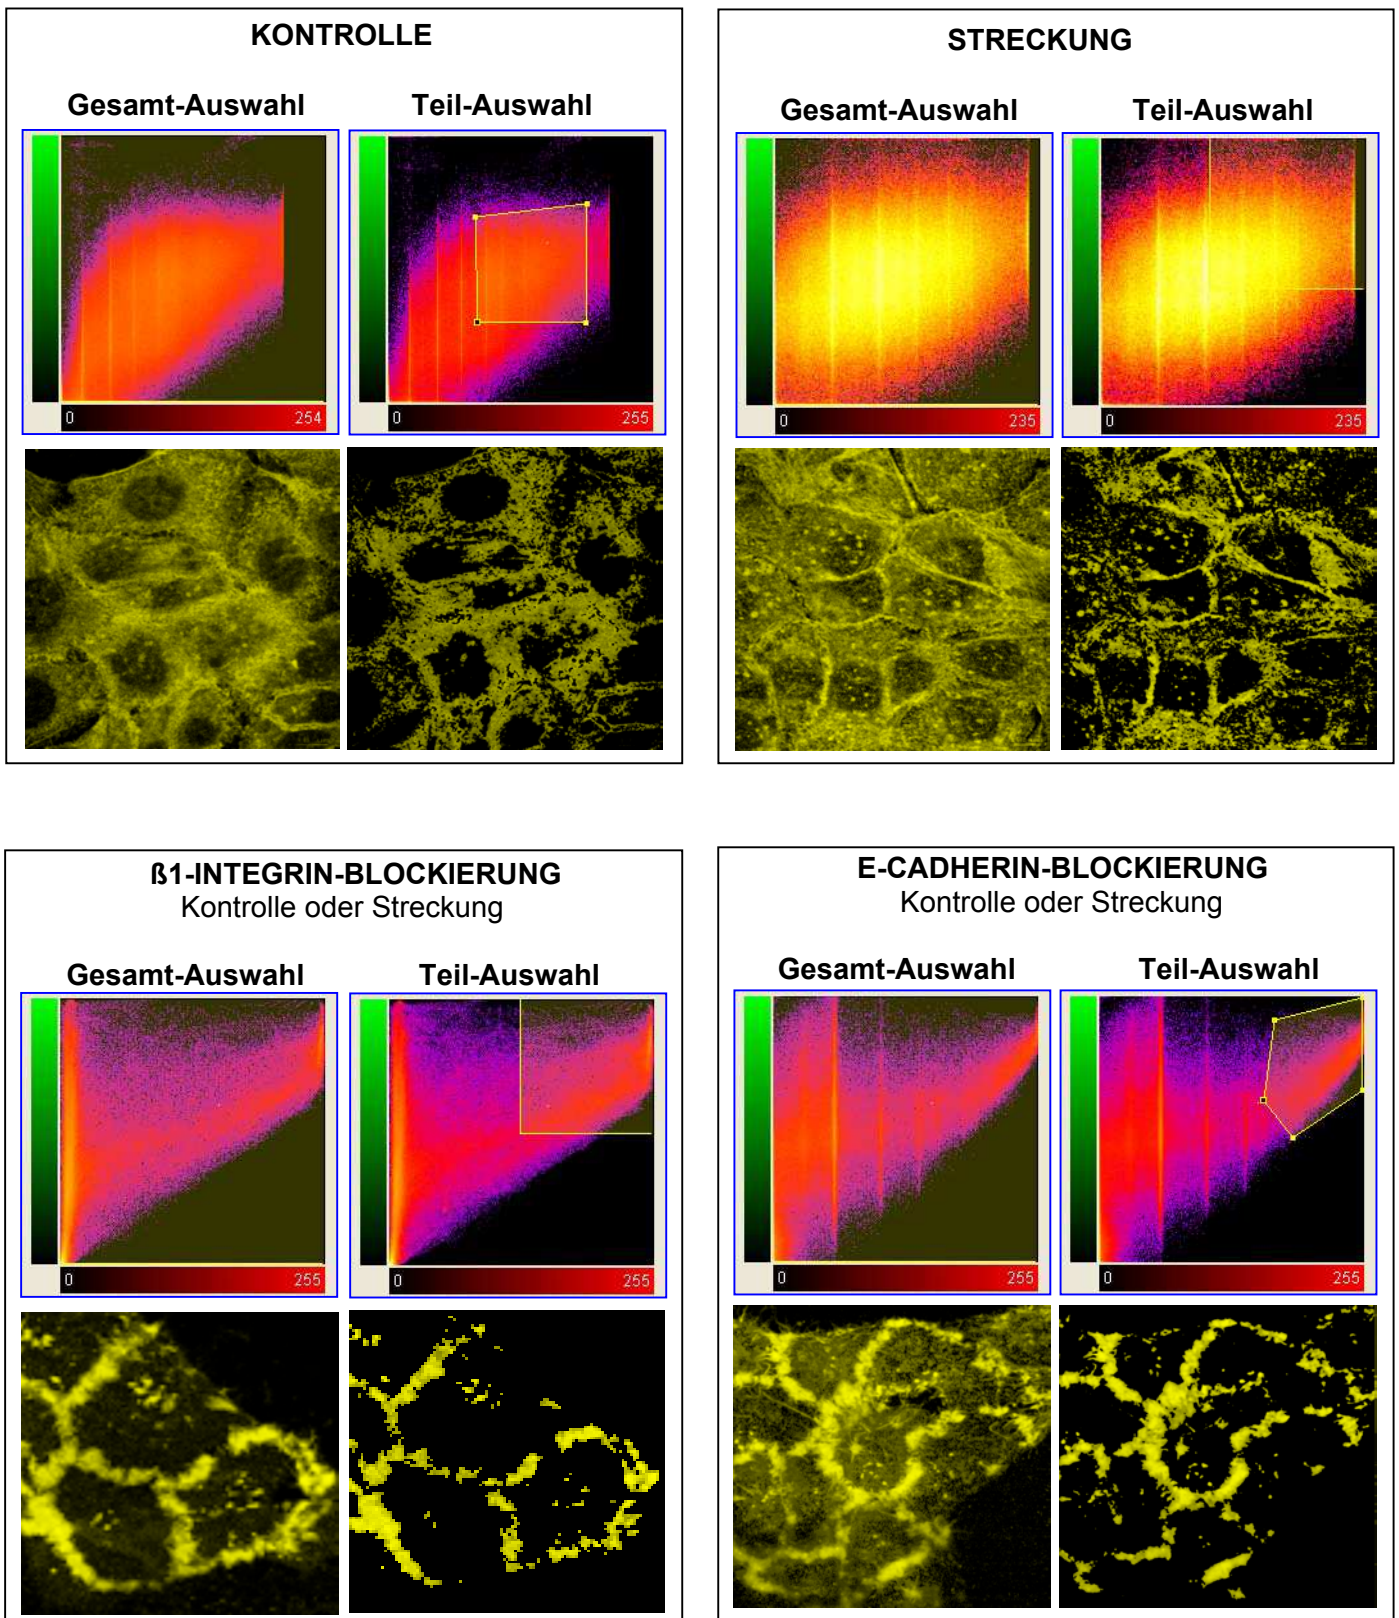 KONTROLLE
Gesamt-Auswahl Teil-Auswahl
0 254 0 255
STRECKUNG
Gesamt-Auswahl Teil-Auswahl
0 235 0 235
ß1-INTEGRIN-BLOCKIERUNG
Kontrolle oder Streckung
Gesamt-Auswahl Teil-Auswahl
0 255 0 255
E-CADHERIN-BLOCKIERUNG
Kontrolle oder Streckung
Gesamt-Auswahl Teil-Auswahl
0 255 0 255